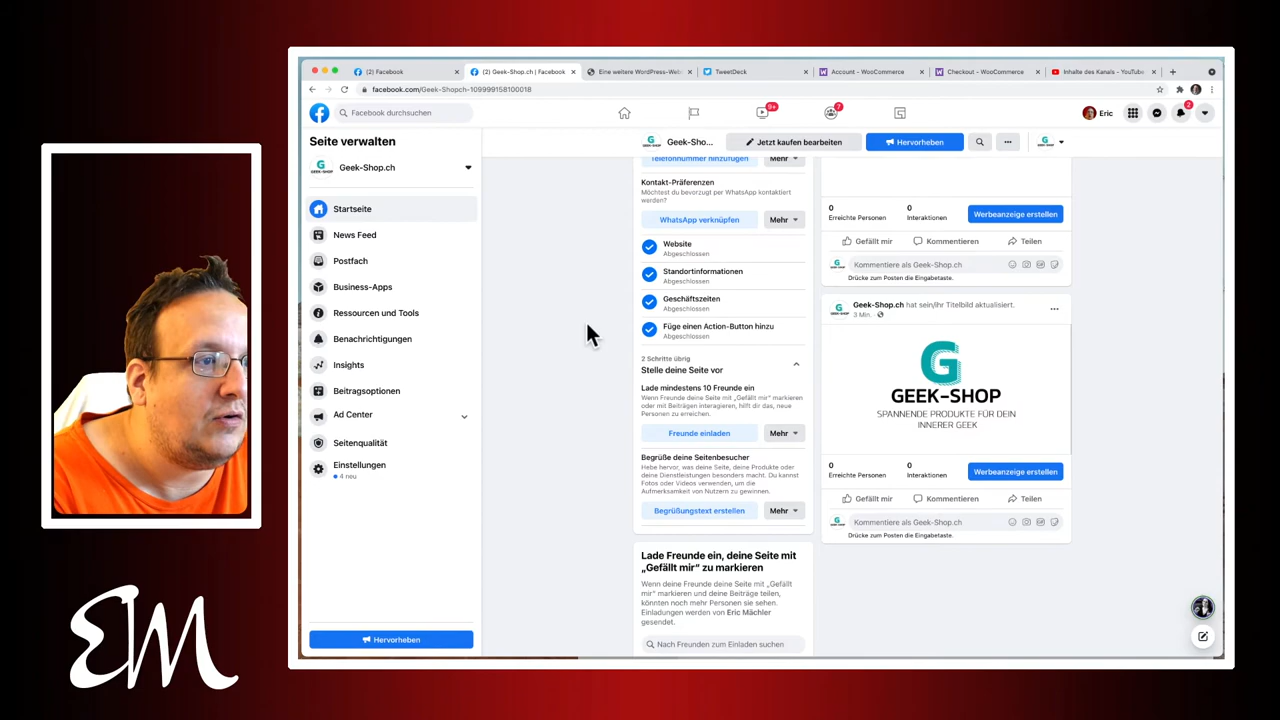 (2) Facebook
(2) Geek-Shop.ch | Facebook
Eine weitere WordPress-Web
TweetDeck
Account - WooCommerce
Checkout - WooCommerce
Inhalte des Kanals - YouTube
facebook.com/Geek-Shopch-109999158100018
Facebook durchsuchen
9+
7
Eric
2
Seite verwalten
Geek-Shop.ch
Startseite
News Feed
Postfach
Business-Apps
Ressourcen und Tools
Benachrichtigungen
Insights
Beitragsoptionen
Ad Center
Seitenqualität
Einstellungen
4 neu
Hervorheben
GEEK-SHOP
Geek-Sho...
Jetzt kaufen bearbeiten
Hervorheben
Telefonnummer hinzufügen
Mehr
Kontakt-Präferenzen
Möchtest du bevorzugt per WhatsApp kontaktiert
werden?
WhatsApp verknüpfen
Mehr
Website
Abgeschlossen
Standortinformationen
Abgeschlossen
Geschäftszeiten
Abgeschlossen
Füge einen Action-Button hinzu
Abgeschlossen
2 Schritte übrig
Stelle deine Seite vor
Lade mindestens 10 Freunde ein
Wenn Freunde deine Seite mit „Gefällt mir“ markieren
oder mit Beiträgen interagieren, hilft dir das, neue
Personen zu erreichen.
Freunde einladen
Mehr
Begrüße deine Seitenbesucher
Hebe hervor, was deine Seite, deine Produkte oder
deine Dienstleistungen besonders macht. Du kannst
Fotos oder Videos verwenden, um die
Aufmerksamkeit von Nutzern zu gewinnen.
Begrüßungstext erstellen
Mehr
Lade Freunde ein, deine Seite mit
„Gefällt mir“ zu markieren
Wenn deine Freunde deine Seite mit „Gefällt
mir“ markieren und deine Beiträge teilen,
könnten noch mehr Personen sie sehen.
Einladungen werden von Eric Mächler
gesendet.
Nach Freunden zum Einladen suchen
0
Erreichte Personen
0
Interaktionen
Werbeanzeige erstellen
Gefällt mir
Kommentieren
Teilen
Kommentiere als Geek-Shop.ch
Drücke zum Posten die Eingabetaste.
Geek-Shop.ch hat sein/ihr Titelbild aktualisiert.
3 Min.
G
GEEK-SHOP
SPANNENDE PRODUKTE FÜR DEIN
INNERER GEEK
0
Erreichte Personen
0
Interaktionen
Werbeanzeige erstellen
Gefällt mir
Kommentieren
Teilen
Kommentiere als Geek-Shop.ch
Drücke zum Posten die Eingabetaste.
EM